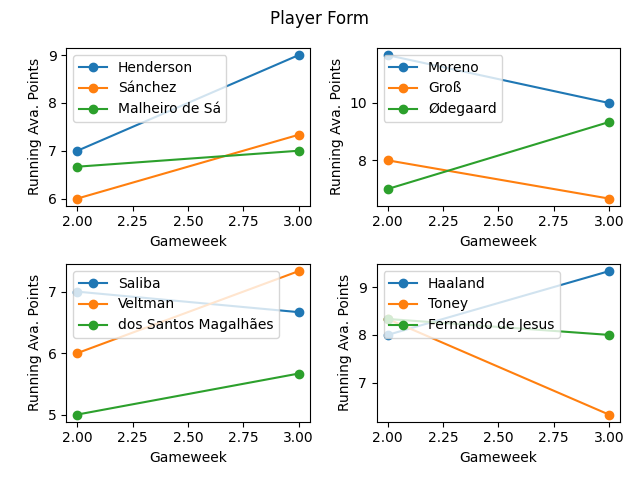 Player Form
9
8
7
6
Running Ava. Points
Henderson
Sánchez
Malheiro de Sá
2.00 2.25 2.50 2.75 3.00
Gameweek
10
8
Running Ava. Points
Moreno
Groß
Ødegaard
2.00 2.25 2.50 2.75 3.00
Gameweek
7
6
5
Running Ava. Points
Saliba
Veltman
dos Santos Magalhães
2.00 2.25 2.50 2.75 3.00
Gameweek
9
8
7
Running Ava. Points
Haaland
Toney
Fernando de Jesus
2.00 2.25 2.50 2.75 3.00
Gameweek